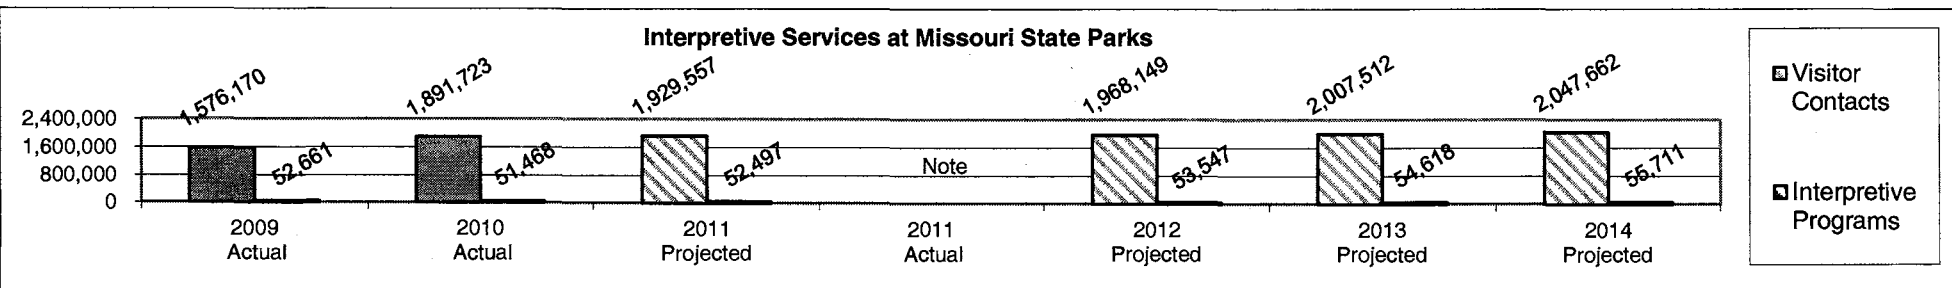 Interpretive Services at Missouri State Parks
1,576,170
1,891,723
1,929,557
1,968,149
2,007,512
2,047,662
2,400,000
1,600,000
800,000
0
52,661
51,468
52,497
Note
53,547
54,618
55,711
2009
Actual
2010
Actual
2011
Projected
2011
Actual
2012
Projected
2013
Projected
2014
Projected
Visitor
Contacts
Interpretive
Programs